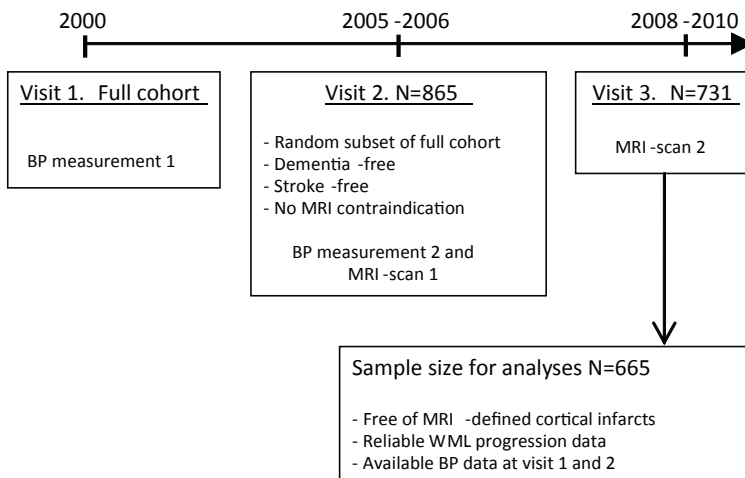 2000
2005 -2006
2008 -2010
Visit 1. Full cohort
BP measurement 1
Visit 2. N=865
- Random subset of full cohort
- Dementia -free
- Stroke -free
- No MRI contraindication
BP measurement 2 and
MRI -scan 1
Visit 3. N=731
MRI -scan 2
Sample size for analyses N=665
- Free of MRI -defined cortical infarcts
- Reliable WML progression data
- Available BP data at visit 1 and 2